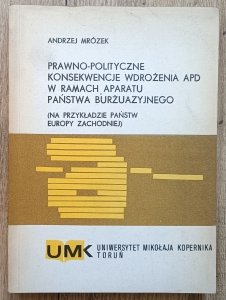 ANDRZEJ MRÓZEK
PRAWNO-POLITYCZNE
KONSEKWENCJE WDROŻENIA APD
W RAMACH APARATU
PAŃSTWA BURŻUAZYJNEGO
(NA PRZYKŁADZIE PAŃSTW
EUROPY ZACHODNIEJ)
UMK
UNIWERSYTET MIKOŁAJA KOPERNIKA
TORUŃ